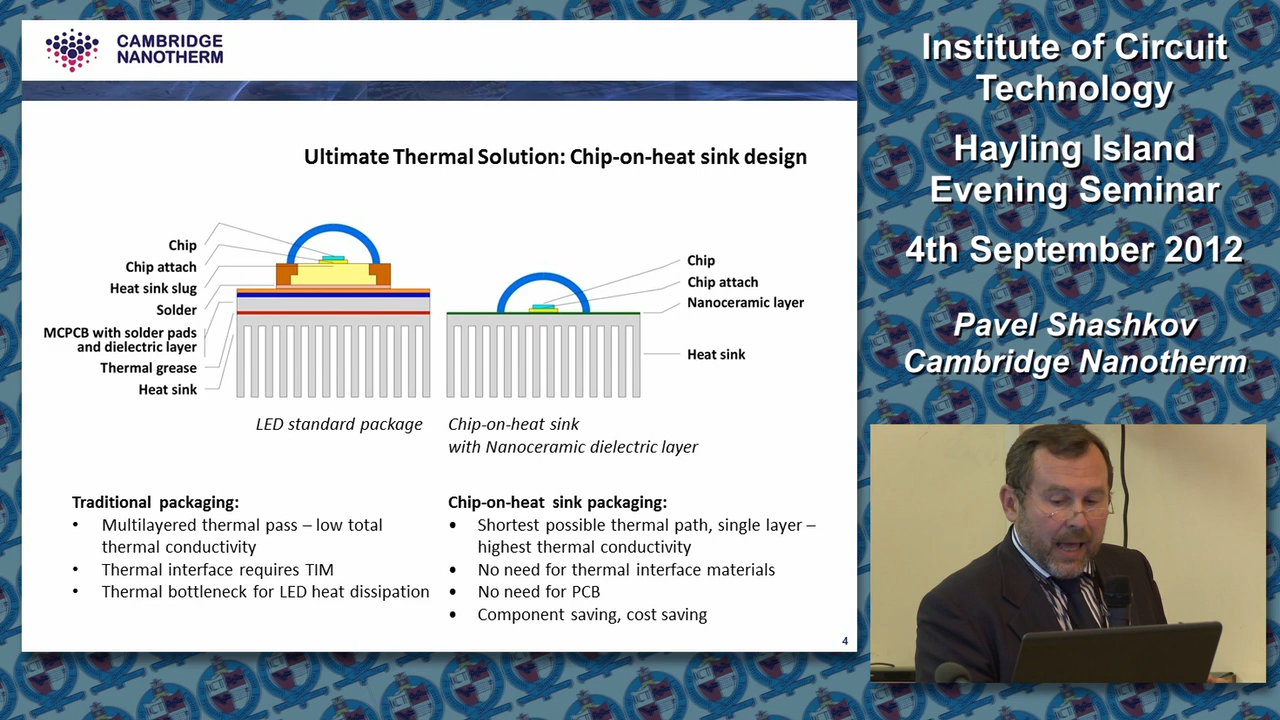 CAMBRIDGE
NANOTHERM
Ultimate Thermal Solution: Chip-on-heat sink design
Chip
Chip attach
Heat sink slug
Solder
MCPCB with solder pads
and dielectric layer
Thermal grease
Heat sink
Chip
Chip attach
Nanoceramic layer
Heat sink
LED standard package
Chip-on-heat sink
with Nanoceramic dielectric layer
Traditional packaging:
• Multilayered thermal pass – low total
thermal conductivity
• Thermal interface requires TIM
• Thermal bottleneck for LED heat dissipation
Chip-on-heat sink packaging:
• Shortest possible thermal path, single layer –
highest thermal conductivity
• No need for thermal interface materials
• No need for PCB
• Component saving, cost saving
4
Institute of Circuit
Technology
Hayling Island
Evening Seminar
4th September 2012
Pavel Shashkov
Cambridge Nanotherm
ICT